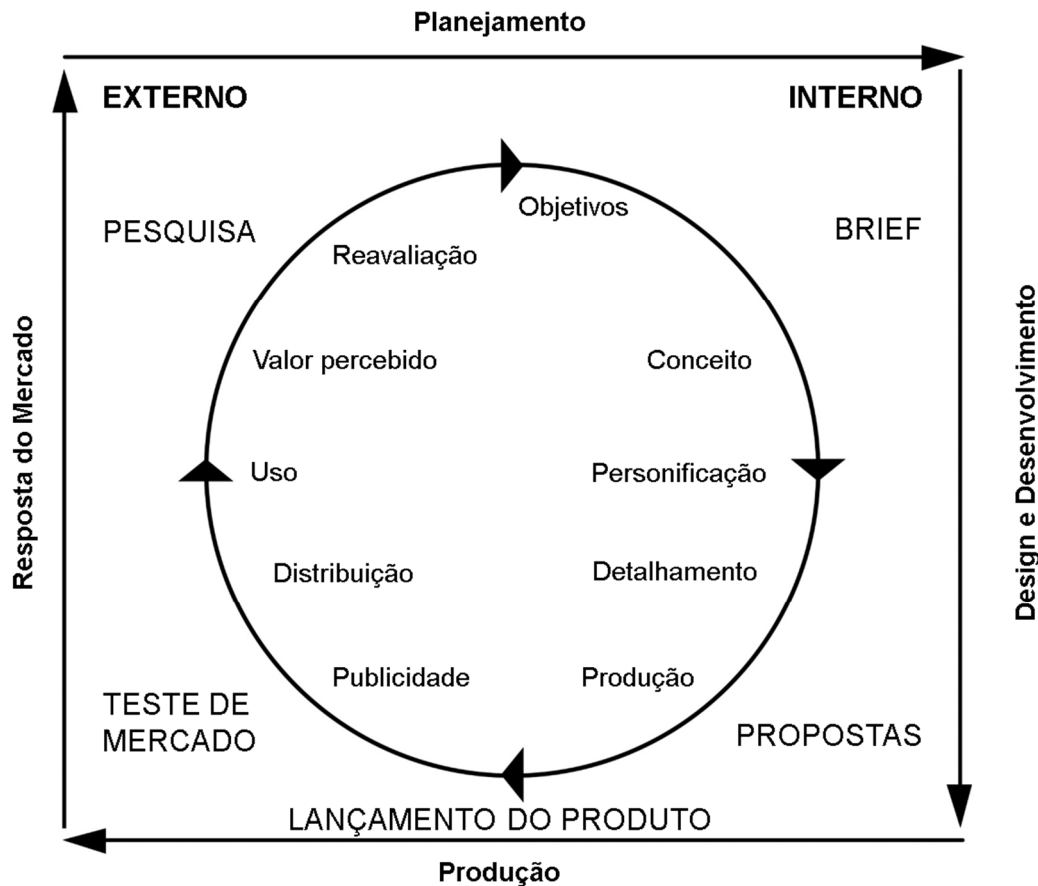 Planejamento
EXTERNO
INTERNO
Objetivos
PESQUISA
BRIEF
Reavaliação
Valor percebido
Conceito
Resposta do Mercado
Design e Desenvolvimento
Uso
Personificação
Distribuição
Detalhamento
Publicidade
Produção
TESTE DE
MERCADO
PROPOSTAS
LANÇAMENTO DO PRODUTO
Produção